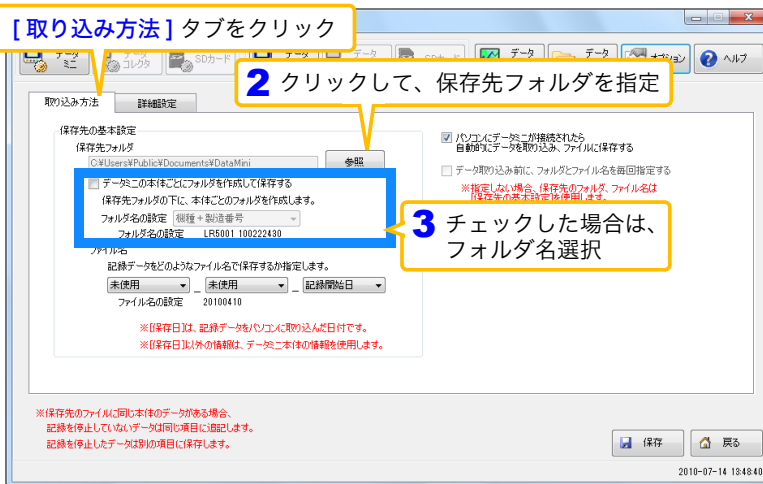 [ 取り込み方法 ] タブをクリック
データ
ミニ
データ
コレクタ
SDカード
データ
データ
SDカード
データ
データ
オプション
ヘルプ
2 クリックして、保存先フォルダを指定
取り込み方法
詳細設定
保存先の基本設定
保存先フォルダ
C:¥Users¥Public¥Documents¥DataMini
参照
データミニの本体ごとにフォルダを作成して保存する
保存先フォルダの下に、本体ごとのフォルダを作成します。
フォルダ名の設定 機種+製造番号
フォルダ名の設定 LR5001 100222430
ファイル名
記録データをどのようなファイル名で保存するか指定します。
未使用 _ 未使用 _ 記録開始日
ファイル名の設定 20100410
※[保存日]は、記録データをパソコンに取り込んだ日付です。
※[保存日]以外の情報は、データミニ本体の情報を使用します。
パソコンにデータミニが接続されたら
自動的にデータを取り込み、ファイルに保存する
データ取り込み前に、フォルダとファイル名を毎回指定する
※指定しない場合、保存先のフォルダ、ファイル名は
[保存先の基本設定]を使用します。
3 チェックした場合は、
フォルダ名選択
※保存先のファイルに同じ本体のデータがある場合、
記録を停止していないデータは同じ項目に追記します。
記録を停止したデータは別の項目に保存します。
保存
戻る
2010-07-14 13:48:40